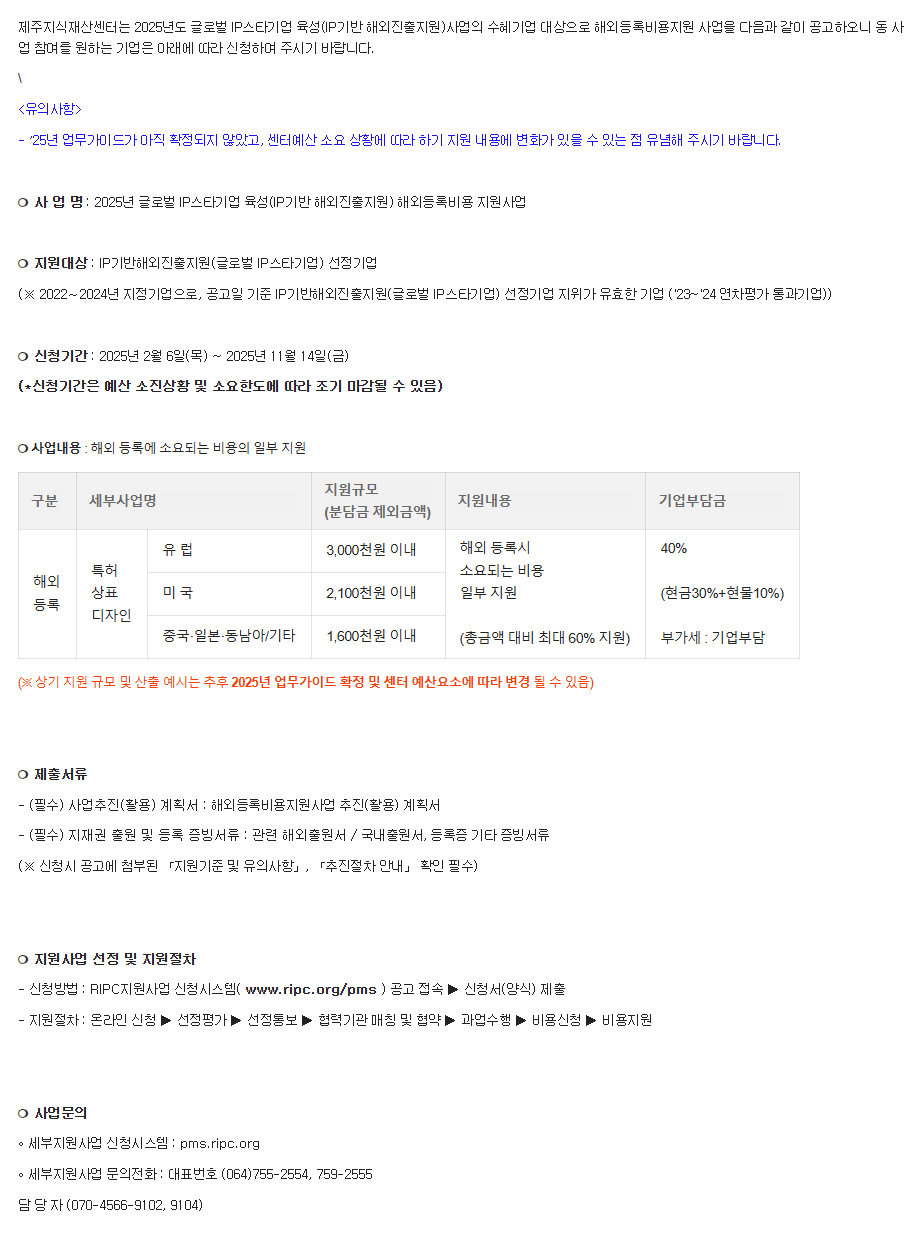 제주지식재산센터는 2025년도 글로벌 IP스타기업 육성(IP기반 해외진출지원)사업의 수혜기업 대상으로 해외등록비용지원 사업을 다음과 같이 공고하오니 동 사
업 참여를 원하는 기업은 아래에 따라 신청하여 주시기 바랍니다.
\
<유의사항>
- '25년 업무가이드가 아직 확정되지 않았고, 센터예산 소요 상황에 따라 하기 지원 내용에 변화가 있을 수 있는 점 유념해 주시기 바랍니다.
❍ 사 업 명 : 2025년 글로벌 IP스타기업 육성(IP기반 해외진출지원) 해외등록비용 지원사업
❍ 지원대상 : IP기반해외진출지원(글로벌 IP스타기업) 선정기업
(※ 2022~2024년 지정기업으로, 공고일 기준 IP기반해외진출지원(글로벌 IP스타기업) 선정기업 지위가 유효한 기업 ('23~'24 연차평가 통과기업))
❍ 신청기간 : 2025년 2월 6일(목) ~ 2025년 11월 14일(금)
(*신청기간은 예산 소진상황 및 소요한도에 따라 조기 마감될 수 있음)
❍ 사업내용 : 해외 등록에 소요되는 비용의 일부 지원
구분 세부사업명 지원규모 (분담금 제외금액) 지원내용 기업부담금
해외 등록
특허 상표 디자인
유 럽 3,000천원 이내
미 국 2,100천원 이내
중국·일본·동남아/기타 1,600천원 이내
해외 등록시
소요되는 비용
일부 지원
(총금액 대비 최대 60% 지원)
40%
(현금30%+현물10%)
부가세 : 기업부담
(※ 상기 지원 규모 및 산출 예시는 추후 2025년 업무가이드 확정 및 센터 예산요소에 따라 변경 될 수 있음)
❍ 제출서류
- (필수) 사업추진(활용) 계획서 : 해외등록비용지원사업 추진(활용) 계획서
- (필수) 지재권 출원 및 등록 증빙서류 : 관련 해외출원서 / 국내출원서, 등록증 기타 증빙서류
(※ 신청시 공고에 첨부된 「지원기준 및 유의사항」, 「추진절차 안내」 확인 필수)
❍ 지원사업 선정 및 지원절차
- 신청방법 : RIPC지원사업 신청시스템( www.ripc.org/pms ) 공고 접속 ▶ 신청서(양식) 제출
- 지원절차 : 온라인 신청 ▶ 선정평가 ▶ 선정통보 ▶ 협력기관 매칭 및 협약 ▶ 과업수행 ▶ 비용신청 ▶ 비용지원
❍ 사업문의
∘ 세부지원사업 신청시스템 : pms.ripc.org
∘ 세부지원사업 문의전화 : 대표번호 (064)755-2554, 759-2555
담 당 자 (070-4566-9102, 9104)